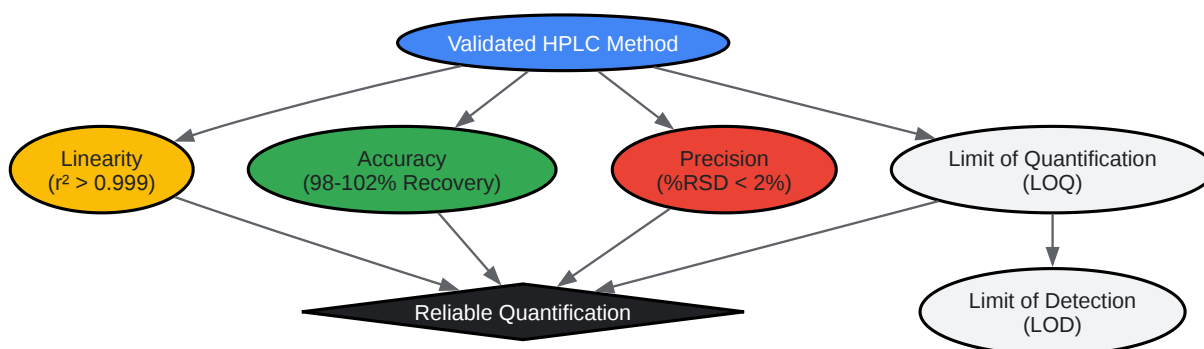 Validated HPLC Method
Linearity
(r² > 0.999)
Accuracy
(98-102% Recovery)
Precision
(%RSD < 2%)
Limit of Quantification
(LOQ)
Reliable Quantification
Limit of Detection
(LOD)